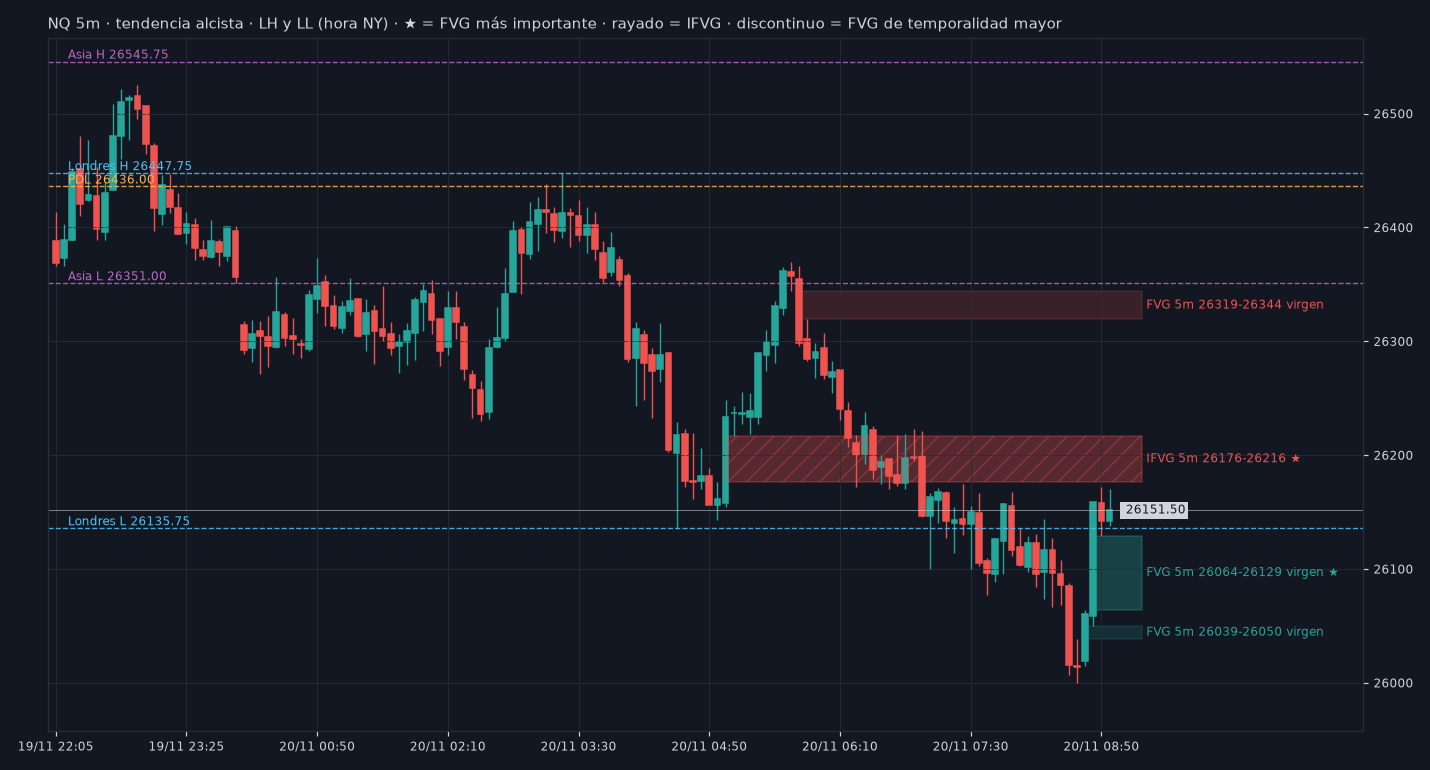 NQ 5m · tendencia alcista · LH y LL (hora NY) · ★ = FVG más importante · rayado = IFVG · discontinuo = FVG de temporalidad mayor
Asia H 26545.75
26500
Londres H 26447.75
PDL 26436.00
26400
Asia L 26351.00
FVG 5m 26319-26344 virgen
26300
IFVG 5m 26176-26216 ★
26200
26151.50
Londres L 26135.75
FVG 5m 26064-26129 virgen ★
26100
FVG 5m 26039-26050 virgen
26000
19/11 22:05 19/11 23:25 20/11 00:50 20/11 02:10 20/11 03:30 20/11 04:50 20/11 06:10 20/11 07:30 20/11 08:50